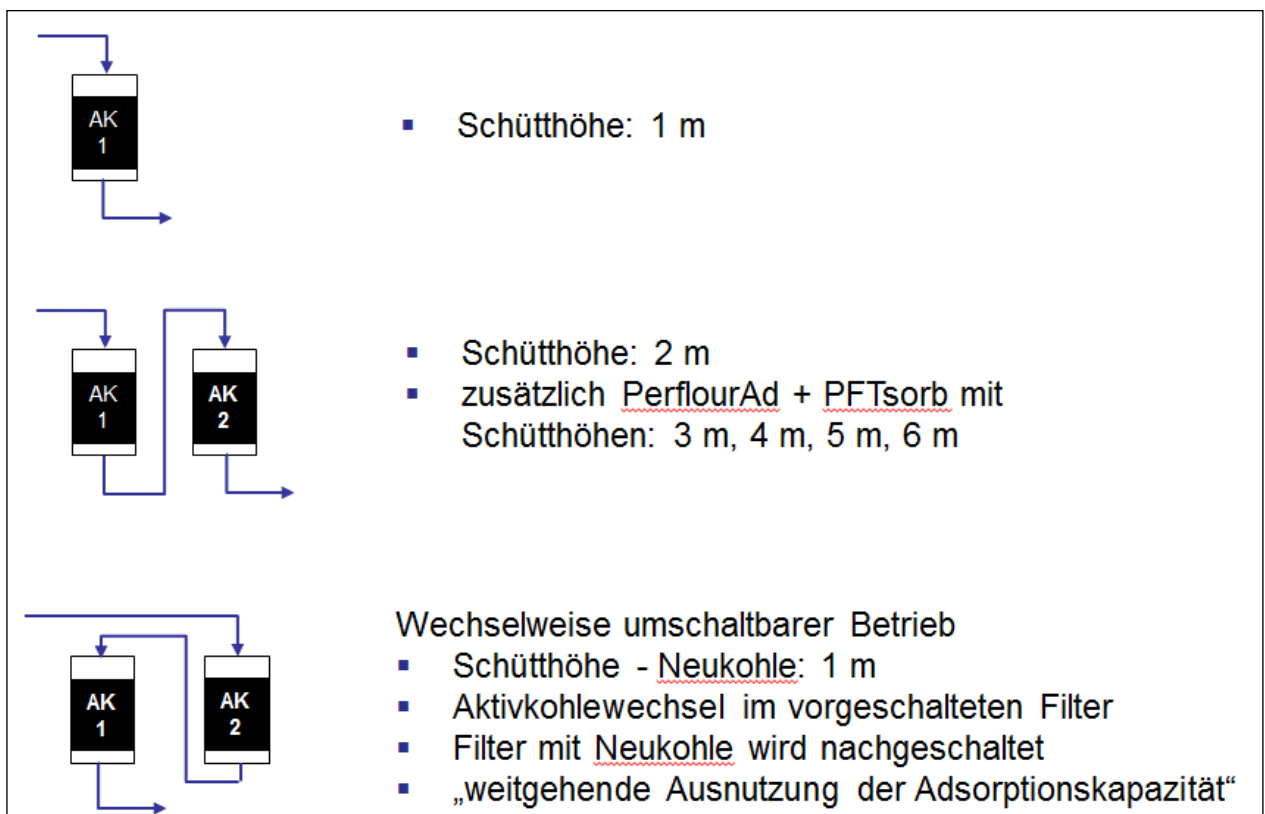 AK
1
▪ Schütthöhe: 1 m
AK
1
AK
2
▪ Schütthöhe: 2 m
▪ zusätzlich PerflourAd + PFTsorb mit
Schütthöhen: 3 m, 4 m, 5 m, 6 m
AK
1
AK
2
Wechselweise umschaltbarer Betrieb
▪ Schütthöhe - Neukohle: 1 m
▪ Aktivkohlewechsel im vorgeschalteten Filter
▪ Filter mit Neukohle wird nachgeschaltet
▪ „weitgehende Ausnutzung der Adsorptionskapazität“